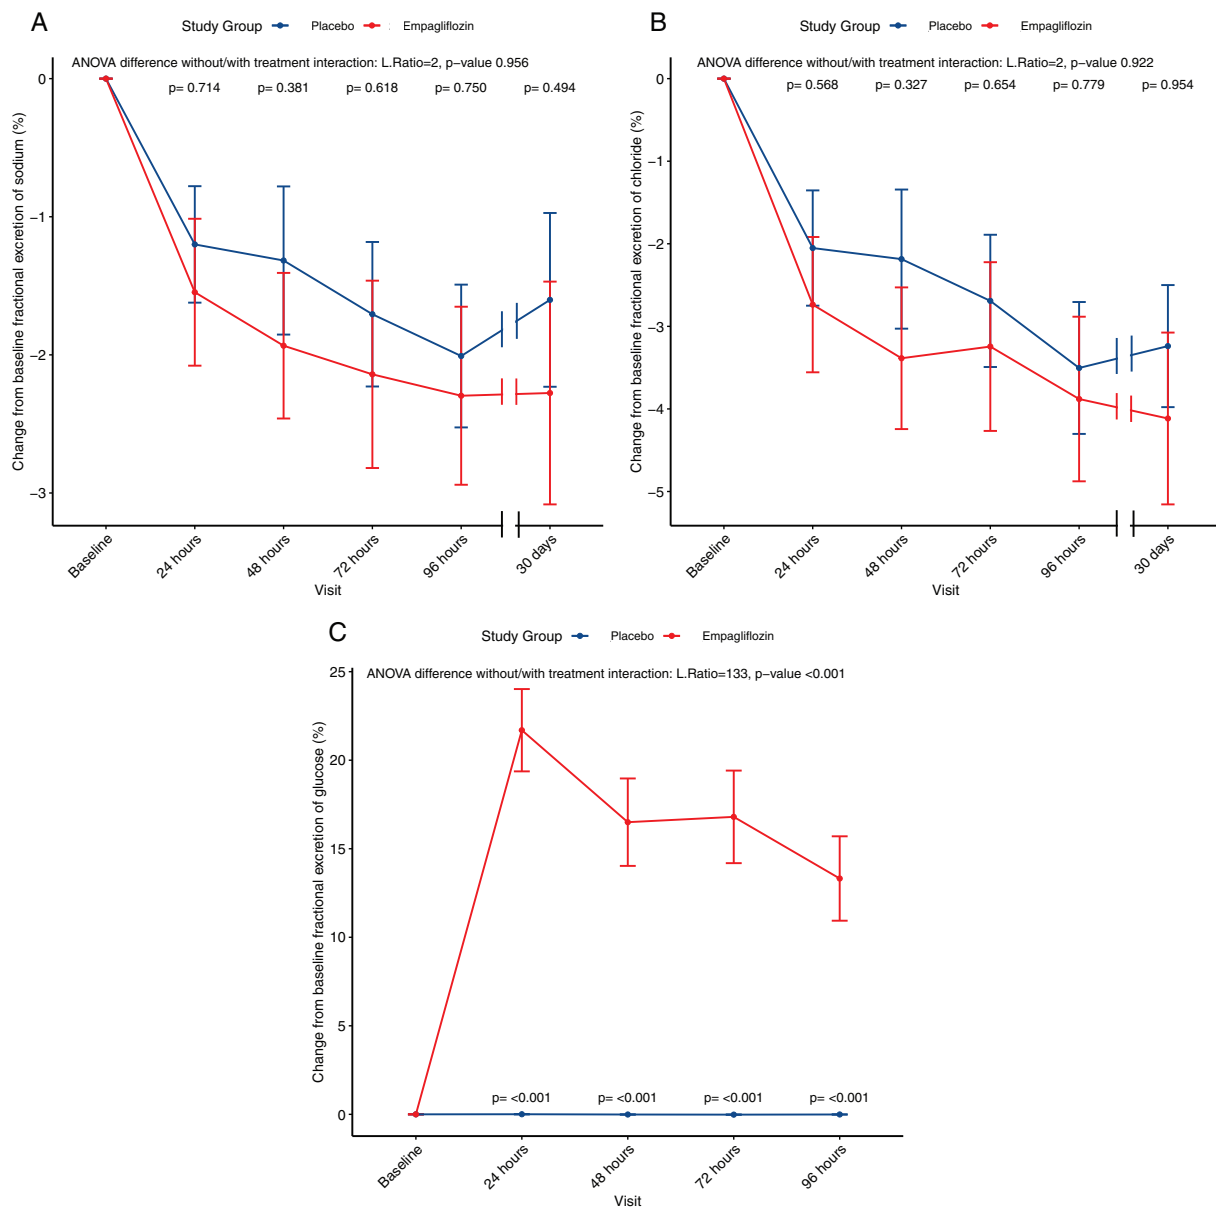 A
Study Group Placebo : Empagliflozin
ANOVA difference without/with treatment interaction: L.Ratio=2, p−value 0.956
p= 0.714 p= 0.381 p= 0.618 p= 0.750 p= 0.494
Change from baseline fractional excretion of sodium (%)
0
−1
−2
−3
Baseline 24 hours 48 hours 72 hours 96 hours 30 days
Visit
B
Study Group Placebo Empagliflozin
ANOVA difference without/with treatment interaction: L.Ratio=2, p−value 0.922
p= 0.568 p= 0.327 p= 0.654 p= 0.779 p= 0.954
Change from baseline fractional excretion of chloride (%)
0
−1
−2
−3
−4
−5
Baseline 24 hours 48 hours 72 hours 96 hours 30 days
Visit
C
Study Group Placebo Empagliflozin
ANOVA difference without/with treatment interaction: L.Ratio=133, p−value <0.001
Change from baseline fractional excretion of glucose (%)
25
20
15
10
5
0
p= <0.001 p= <0.001 p= <0.001 p= <0.001
Baseline 24 hours 48 hours 72 hours 96 hours
Visit